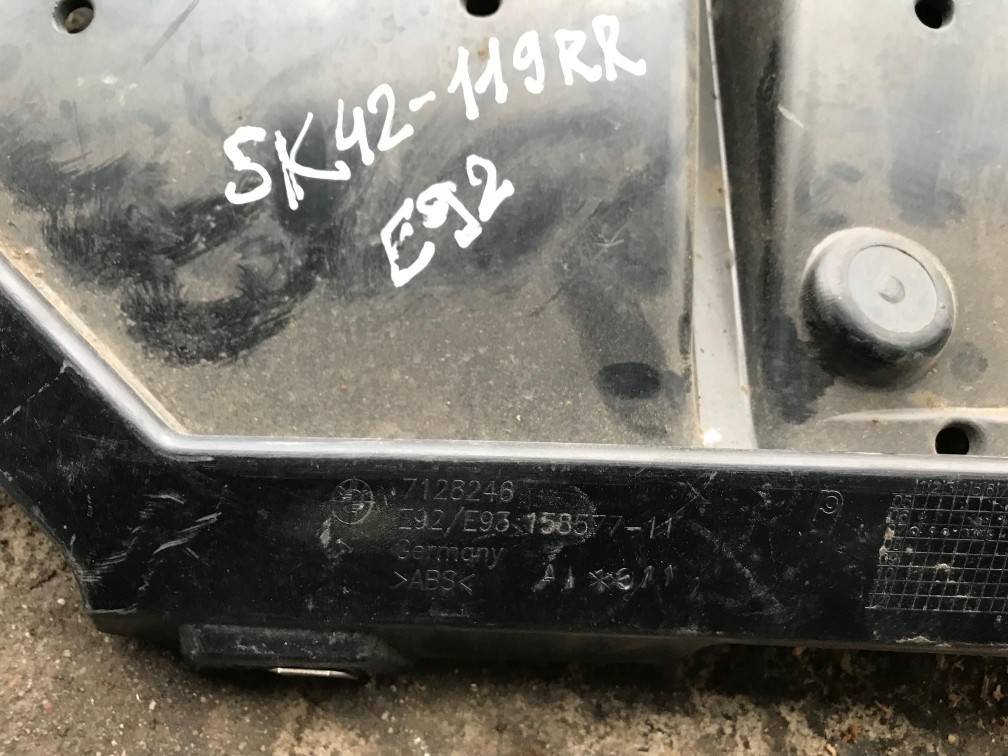 SK42-119RR
E92
7128246
E92/E93 158577-11
Germany
>ABS<